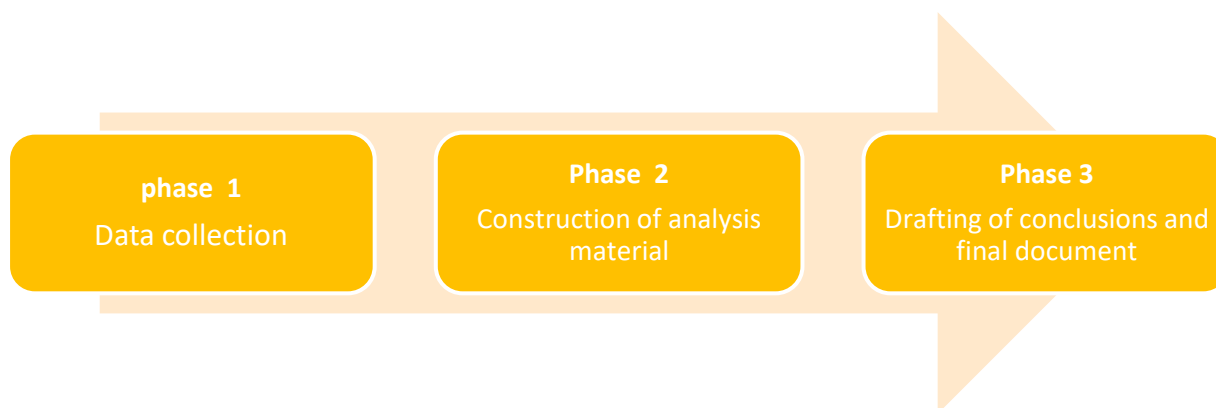 phase 1
Data collection
Phase 2
Construction of analysis
material
Phase 3
Drafting of conclusions and
final document